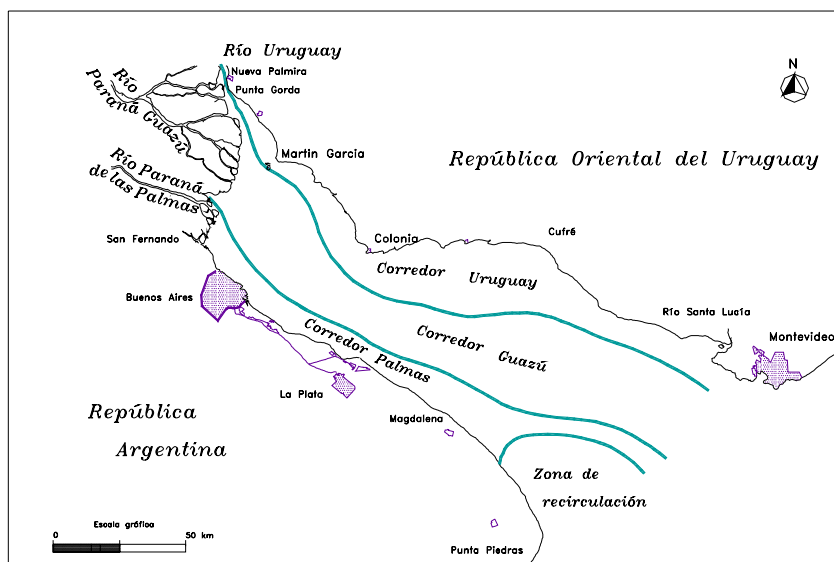 Río Uruguay
Nueva Palmira
Punta Gorda
N
Río
Paraná Guazú
Martin Garcia
República Oriental del Uruguay
Río Paraná
de las Palmas
San Fernando
Colonia
Cufré
Corredor Uruguay
Buenos Aires
Río Santa Lucía
Montevideo
Corredor Guazú
Corredor Palmas
La Plata
República
Argentina
Magdalena
Zona de
recirculación
Escala gráfica
0 50 km
Punta Piedras